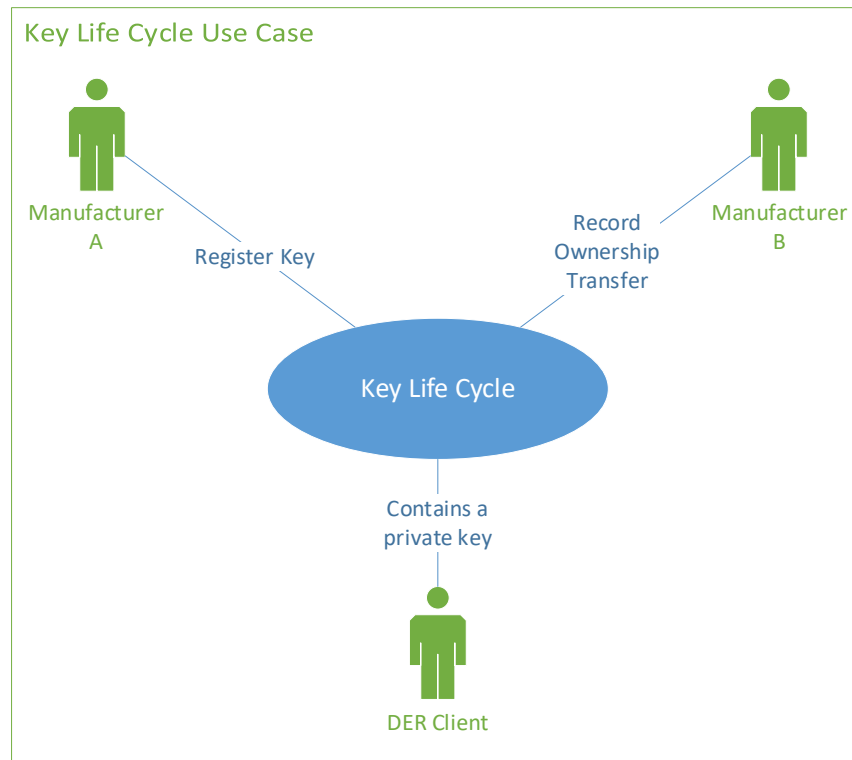 Key Life Cycle Use Case
Manufacturer
A
Manufacturer
B
Register Key
Record
Ownership
Transfer
Key Life Cycle
Contains a
private key
DER Client